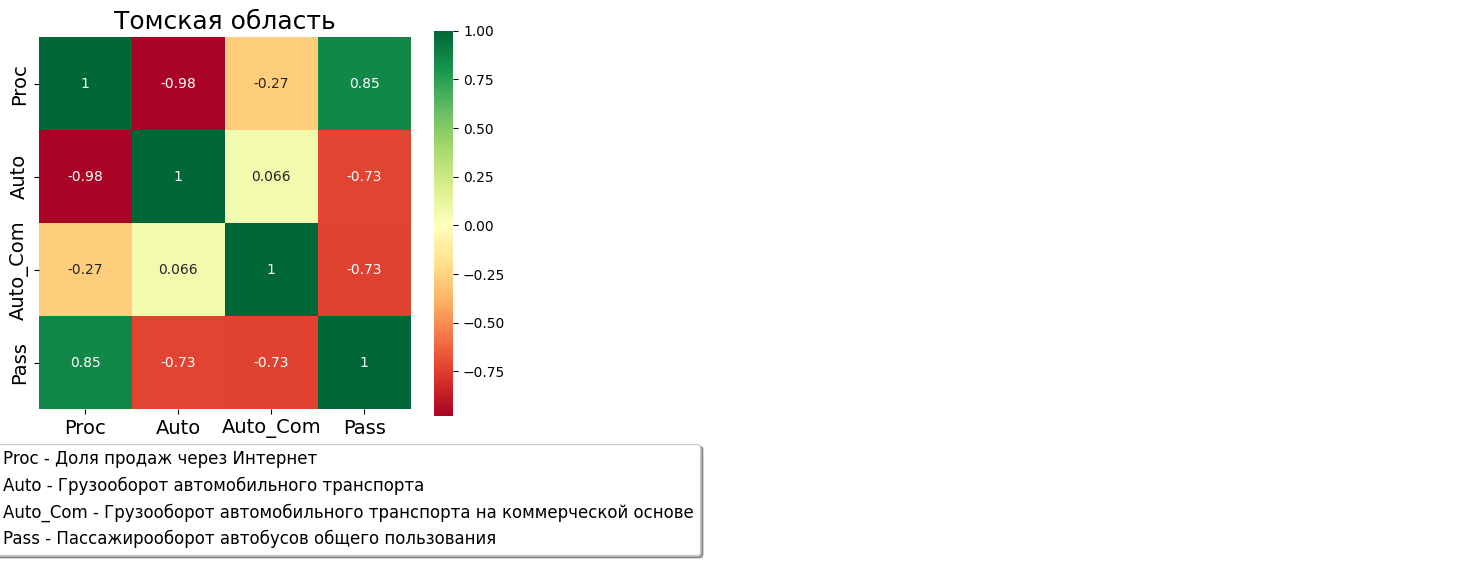 Томская область
Proc
1
-0.98
-0.27
0.85
Auto
-0.98
1
0.066
-0.73
Auto_Com
-0.27
0.066
1
-0.73
Pass
0.85
-0.73
-0.73
1
Proc
Auto
Auto_Com
Pass
1.00
0.75
0.50
0.25
0.00
−0.25
−0.50
−0.75
Proc - Доля продаж через Интернет
Auto - Грузооборот автомобильного транспорта
Auto_Com - Грузооборот автомобильного транспорта на коммерческой основе
Pass - Пассажирооборот автобусов общего пользования